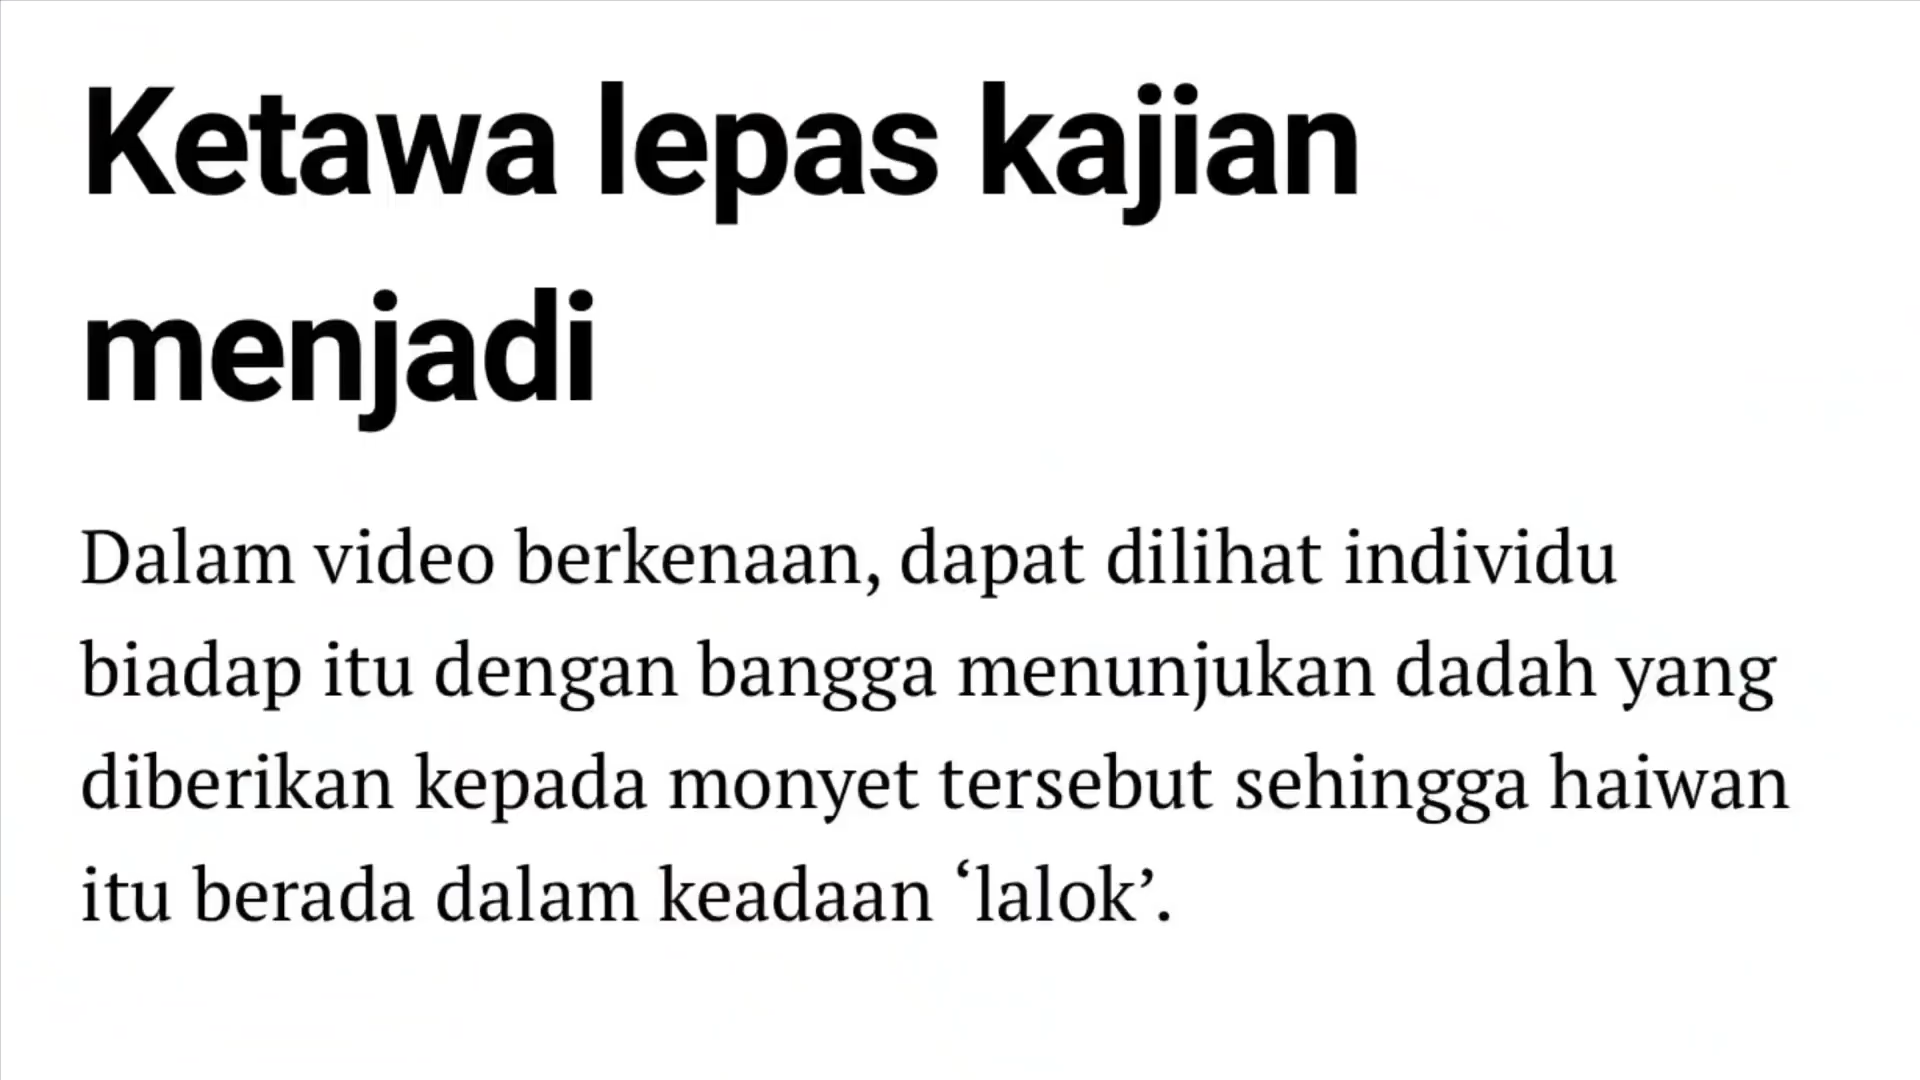 Ketawa lepas kajian
menjadi
Dalam video berkenaan, dapat dilihat individu
biadap itu dengan bangga menunjukan dadah yang
diberikan kepada monyet tersebut sehingga haiwan
itu berada dalam keadaan ‘lalok’.